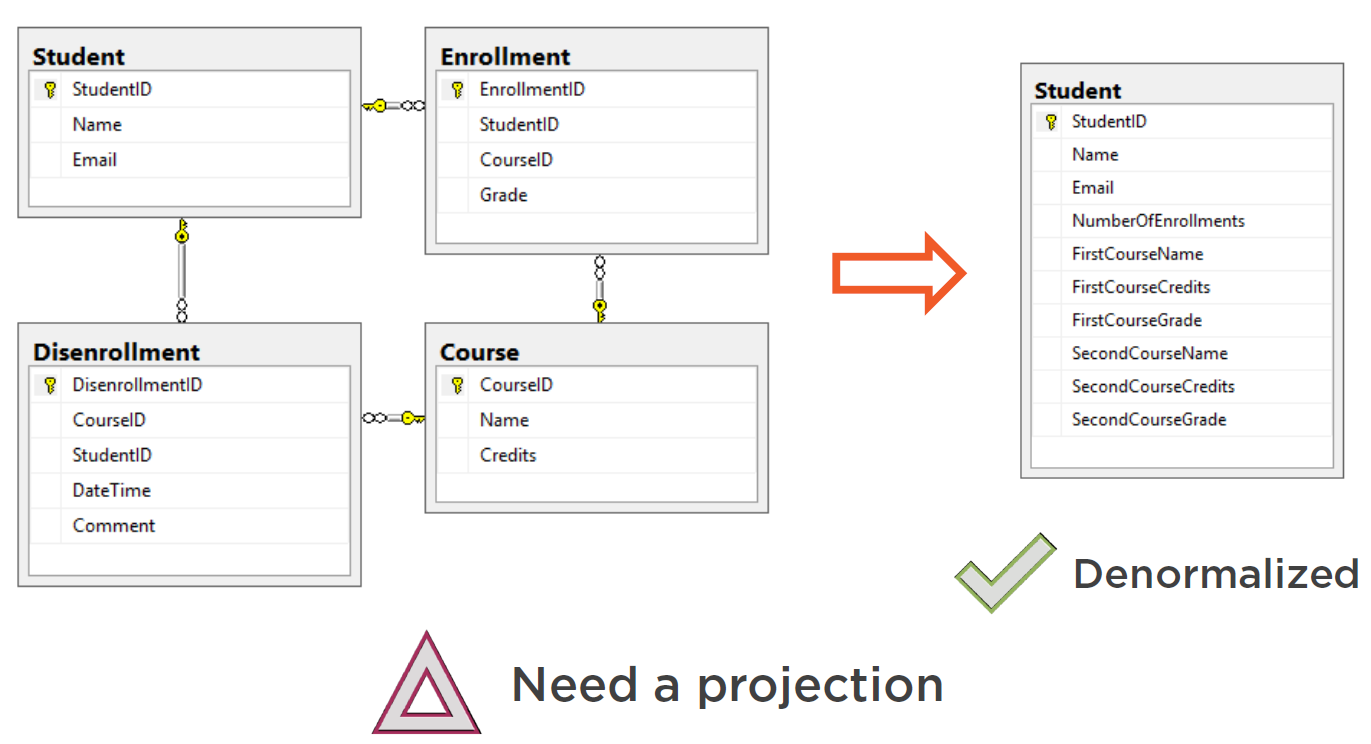 Student
StudentID
Name
Email
Enrollment
EnrollmentID
StudentID
CourseID
Grade
Disenrollment
DisenrollmentID
CourseID
StudentID
DateTime
Comment
Course
CourseID
Name
Credits
Student
StudentID
Name
Email
NumberOfEnrollments
FirstCourseName
FirstCourseCredits
FirstCourseGrade
SecondCourseName
SecondCourseCredits
SecondCourseGrade
Denormalized
Need a projection